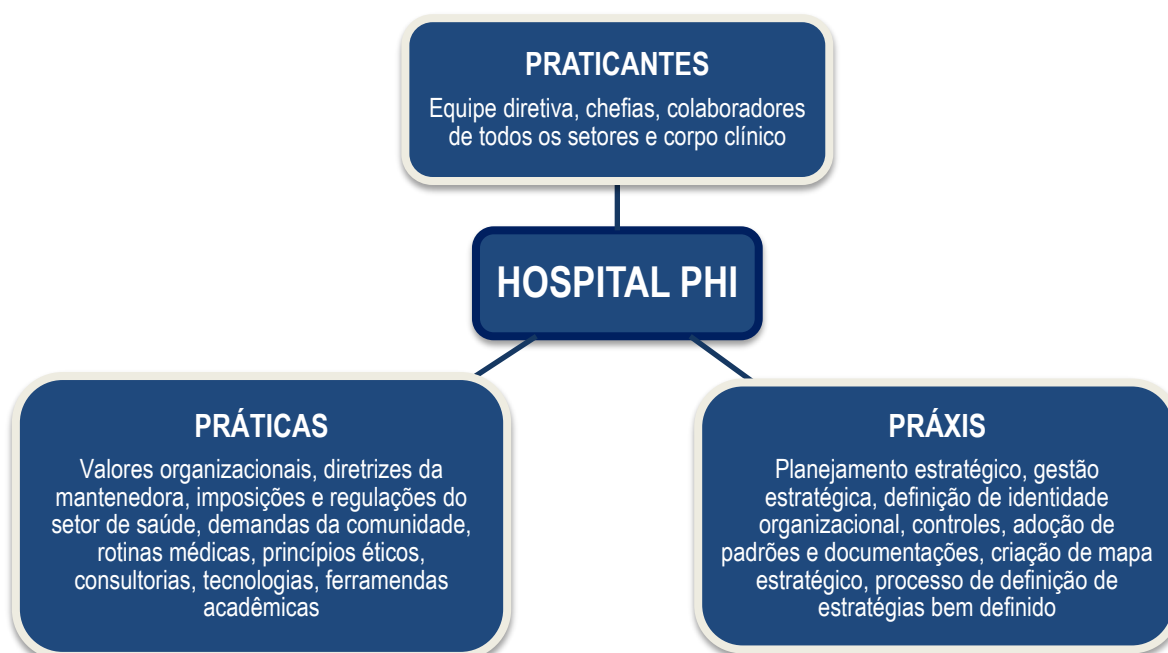 PRATICANTES
Equipe diretiva, chefias, colaboradores
de todos os setores e corpo clínico
HOSPITAL PHI
PRÁTICAS
Valores organizacionais, diretrizes da
mantenedora, imposições e regulações do
setor de saúde, demandas da comunidade,
rotinas médicas, princípios éticos,
consultorias, tecnologias, ferramendas
acadêmicas
PRÁXIS
Planejamento estratégico, gestão
estratégica, definição de identidade
organizacional, controles, adoção de
padrões e documentações, criação de mapa
estratégico, processo de definição de
estratégias bem definido